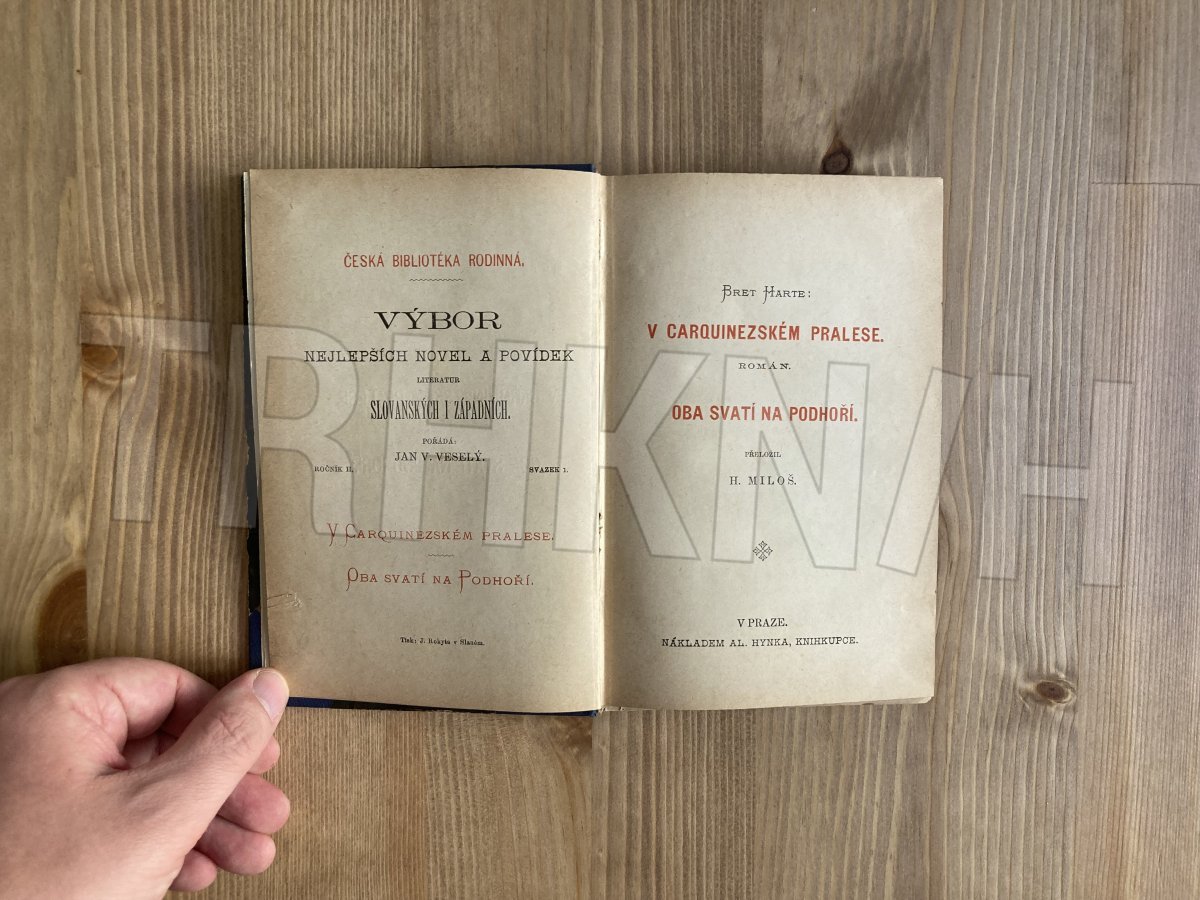 ČESKÁ BIBLIOTÉKA RODINNÁ.
VÝBOR
NEJLEPŠÍCH NOVEL A POVÍDEK
LITERATUR
SLOVANSKÝCH I ZÁPADNÍCH.
POŘÁDÁ:
JAN V. VESELÝ.
ROČNÍK II. SVAZEK 1.
V CARQUINEZSKÉM PRALESE.
OBA SVATÍ NA PODHOŘÍ.
Tisk: J. Rokyta v Slaném.
BRET HARTE:
V CARQUINEZSKÉM PRALESE.
ROMÁN.
OBA SVATÍ NA PODHOŘÍ.
PŘELOŽIL
H. MILOŠ.
V PRAZE.
NÁKLADEM AL. HYNKA, KNIHKUPCE.
TRHKNIH